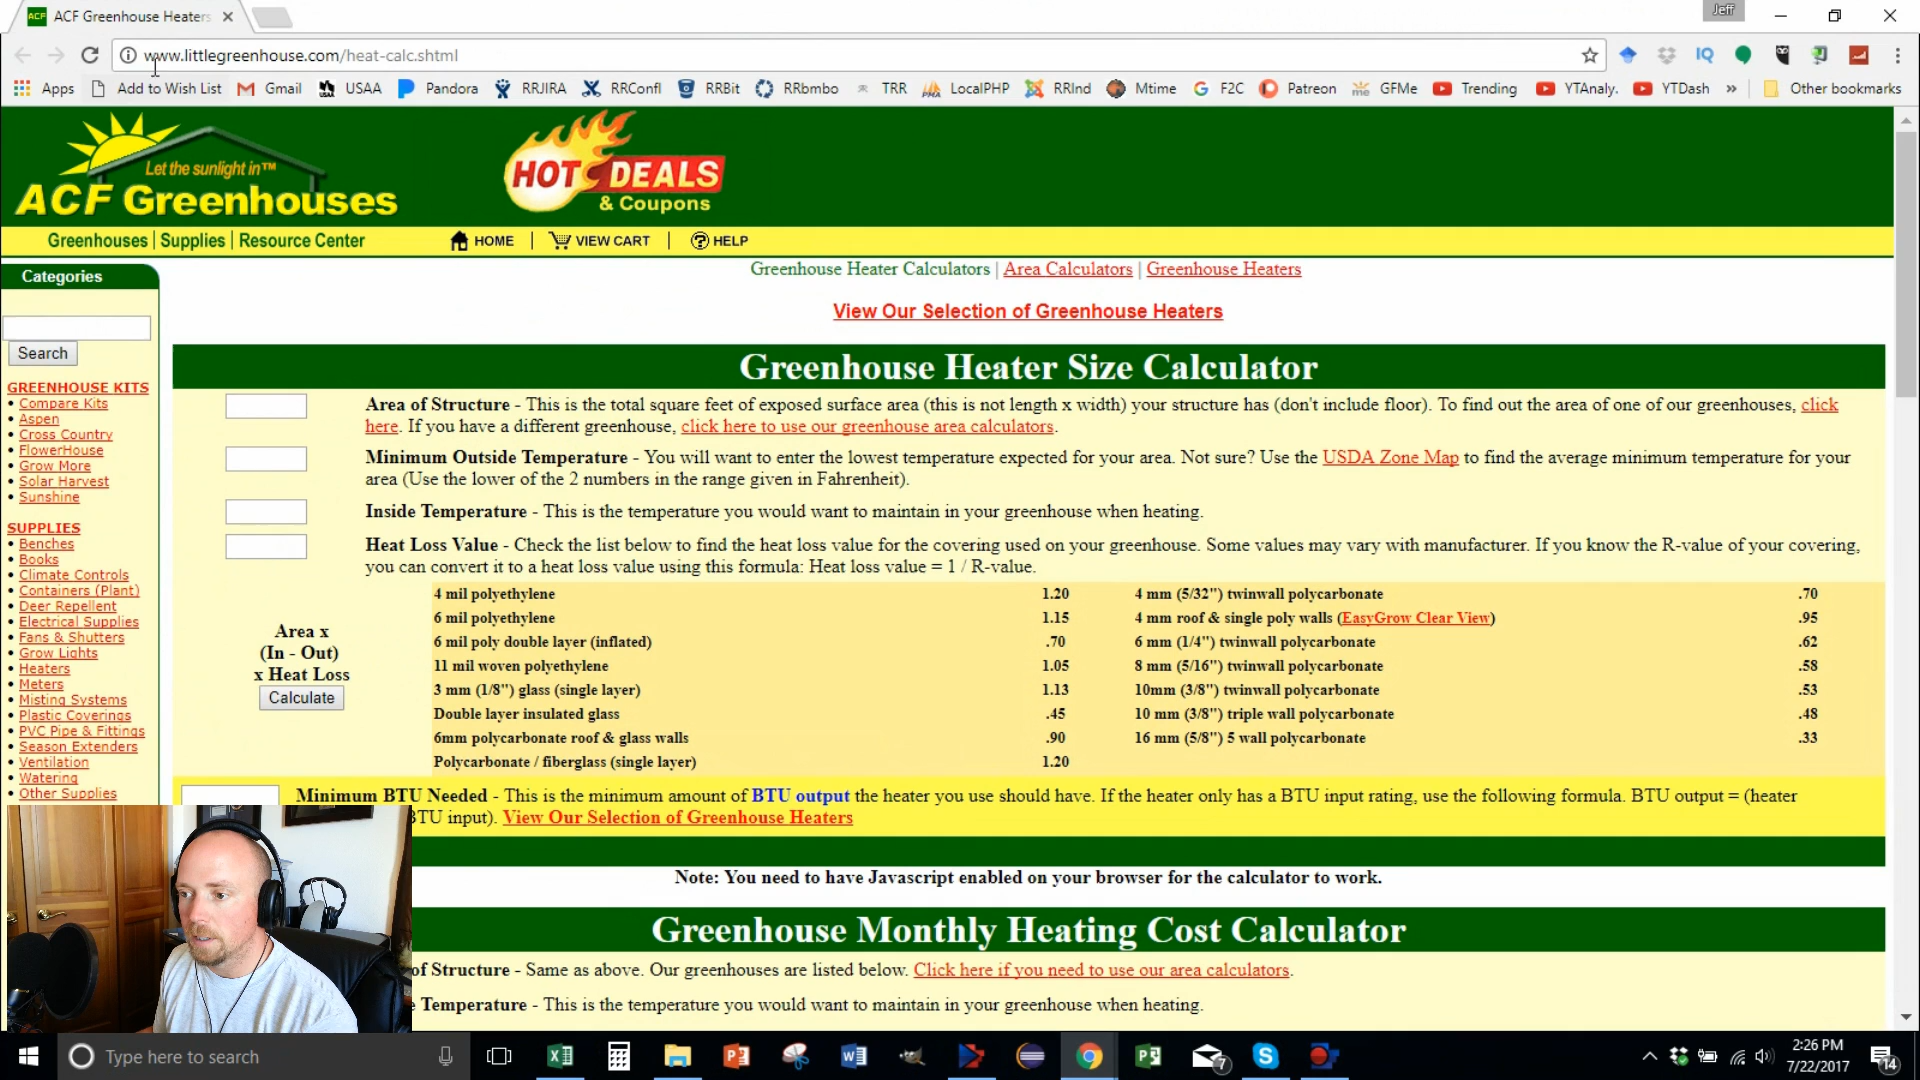 ACF Greenhouse Heaters
Jeff
www.littlegreenhouse.com/heat-calc.shtml
Apps Add to Wish List Gmail USAA Pandora RRJIRA RRConfl RRBit RRbmbo TRR LocalPHP RRInd Mtime F2C Patreon GFMe Trending YTAnaly. YTDash » Other bookmarks
Let the sunlight in™
ACF Greenhouses
HOT DEALS
& Coupons
Greenhouses | Supplies | Resource Center
HOME | VIEW CART | HELP
Categories
Search
GREENHOUSE KITS
• Compare Kits
• Aspen
• Cross Country
• FlowerHouse
• Grow More
• Solar Harvest
• Sunshine
SUPPLIES
• Benches
• Books
• Climate Controls
• Containers (Plant)
• Deer Repellent
• Electrical Supplies
• Fans & Shutters
• Grow Lights
• Heaters
• Meters
• Misting Systems
• Plastic Coverings
• PVC Pipe & Fittings
• Season Extenders
• Ventilation
• Watering
• Other Supplies
Greenhouse Heater Calculators | Area Calculators | Greenhouse Heaters
View Our Selection of Greenhouse Heaters
Greenhouse Heater Size Calculator
Area of Structure - This is the total square feet of exposed surface area (this is not length x width) your structure has (don't include floor). To find out the area of one of our greenhouses, click
here. If you have a different greenhouse, click here to use our greenhouse area calculators.
Minimum Outside Temperature - You will want to enter the lowest temperature expected for your area. Not sure? Use the USDA Zone Map to find the average minimum temperature for your
area (Use the lower of the 2 numbers in the range given in Fahrenheit).
Inside Temperature - This is the temperature you would want to maintain in your greenhouse when heating.
Heat Loss Value - Check the list below to find the heat loss value for the covering used on your greenhouse. Some values may vary with manufacturer. If you know the R-value of your covering,
you can convert it to a heat loss value using this formula: Heat loss value = 1 / R-value.
Area x
(In - Out)
x Heat Loss
Calculate
4 mil polyethylene 1.20 4 mm (5/32") twinwall polycarbonate .70
6 mil polyethylene 1.15 4 mm roof & single poly walls (EasyGrow Clear View) .95
6 mil poly double layer (inflated) .70 6 mm (1/4") twinwall polycarbonate .62
11 mil woven polyethylene 1.05 8 mm (5/16") twinwall polycarbonate .58
3 mm (1/8") glass (single layer) 1.13 10mm (3/8") twinwall polycarbonate .53
Double layer insulated glass .45 10 mm (3/8") triple wall polycarbonate .48
6mm polycarbonate roof & glass walls .90 16 mm (5/8") 5 wall polycarbonate .33
Polycarbonate / fiberglass (single layer) 1.20
Minimum BTU Needed - This is the minimum amount of BTU output the heater you use should have. If the heater only has a BTU input rating, use the following formula. BTU output = (heater
BTU input). View Our Selection of Greenhouse Heaters
Note: You need to have Javascript enabled on your browser for the calculator to work.
Greenhouse Monthly Heating Cost Calculator
of Structure - Same as above. Our greenhouses are listed below. Click here if you need to use our area calculators.
e Temperature - This is the temperature you would want to maintain in your greenhouse when heating.
Type here to search
7
2:26 PM
7/22/2017
14